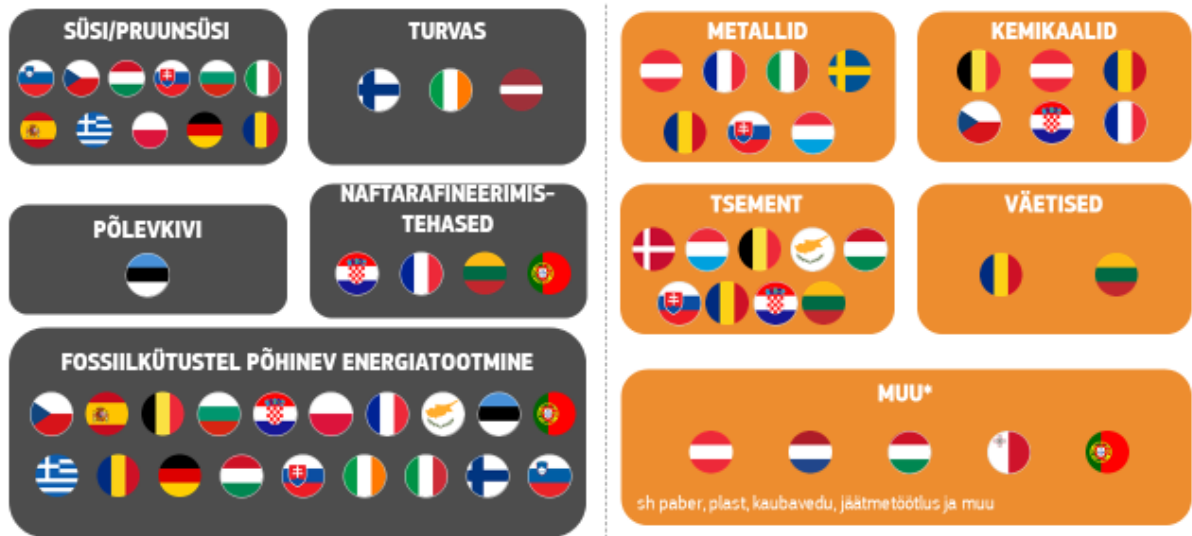 SÜSI/PRUUNSÜSI
TURVAS
PÕLEVKIVI
NAFTARAFINEERIMIS-
TEHASED
FOSSIILKÜTUSTEL PÕHINEV ENERGIATOOTMINE
METALLID
KEMIKAALID
TSEMENT
VÄETISED
MUU*
sh paber, plast, kaubavedu, jäätmetöötlus ja muu